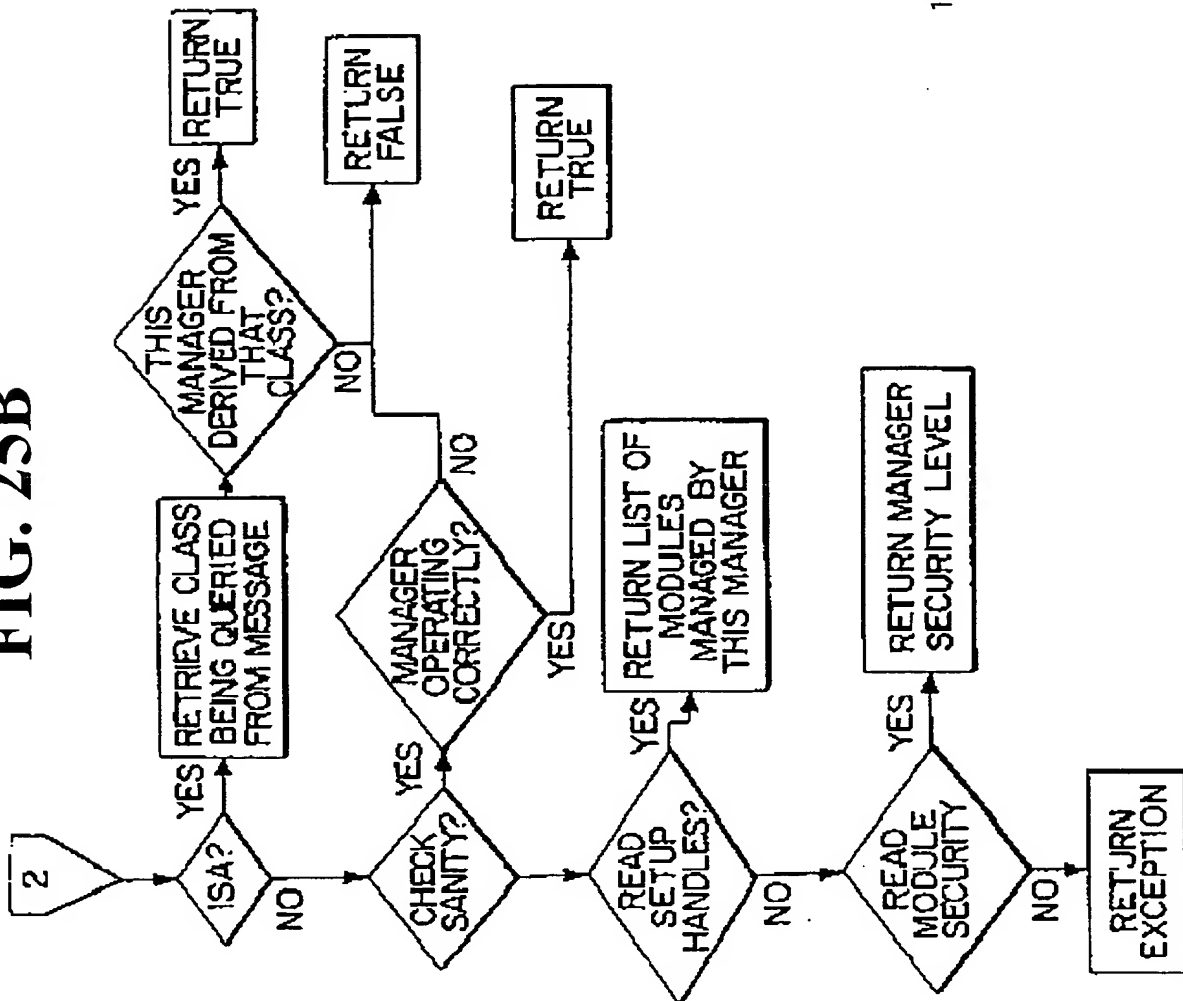 FIG. 25B
2
ISA?
YES
RETRIEVE CLASS
BEING QUERIED
FROM MESSAGE
THIS
MANAGER
DERIVED FROM
THAT
CLASS?
YES
RETURN
TRUE
NO
RETURN
FALSE
NO
CHECK
SANITY?
YES
MANAGER
OPERATING
CORRECTLY?
NO
YES
RETURN
TRUE
READ
SETUP
HANDLES?
YES
RETURN LIST OF
MODULES
MANAGED BY
THIS MANAGER
NO
READ
MODULE
SECURITY
YES
RETURN MANAGER
SECURITY LEVEL
NO
RETURN
EXCEPTION
1